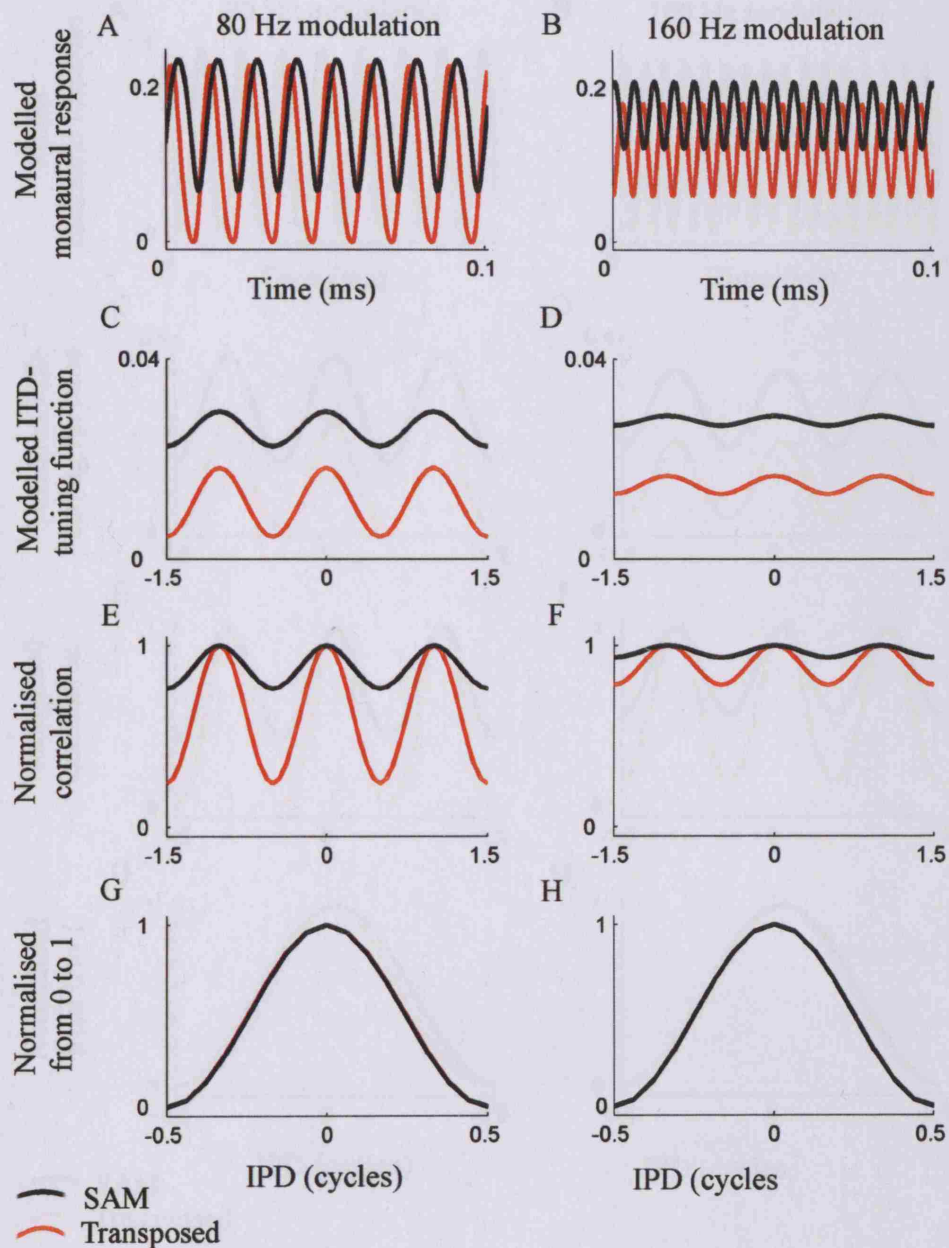 A
80 Hz modulation
B
160 Hz modulation
Modelled
monaural response
0.2
0
0
0.1
Time (ms)
0.2
0
0
0.1
Time (ms)
C
D
Modelled ITD-
tuning function
0.04
0
-1.5
0
1.5
0.04
0
-1.5
0
1.5
E
F
Normalised
correlation
1
0
-1.5
0
1.5
1
0
-1.5
0
1.5
G
H
Normalised
from 0 to 1
1
0
-0.5
0
0.5
IPD (cycles)
1
0
-0.5
0
0.5
IPD (cycles
SAM
Transposed